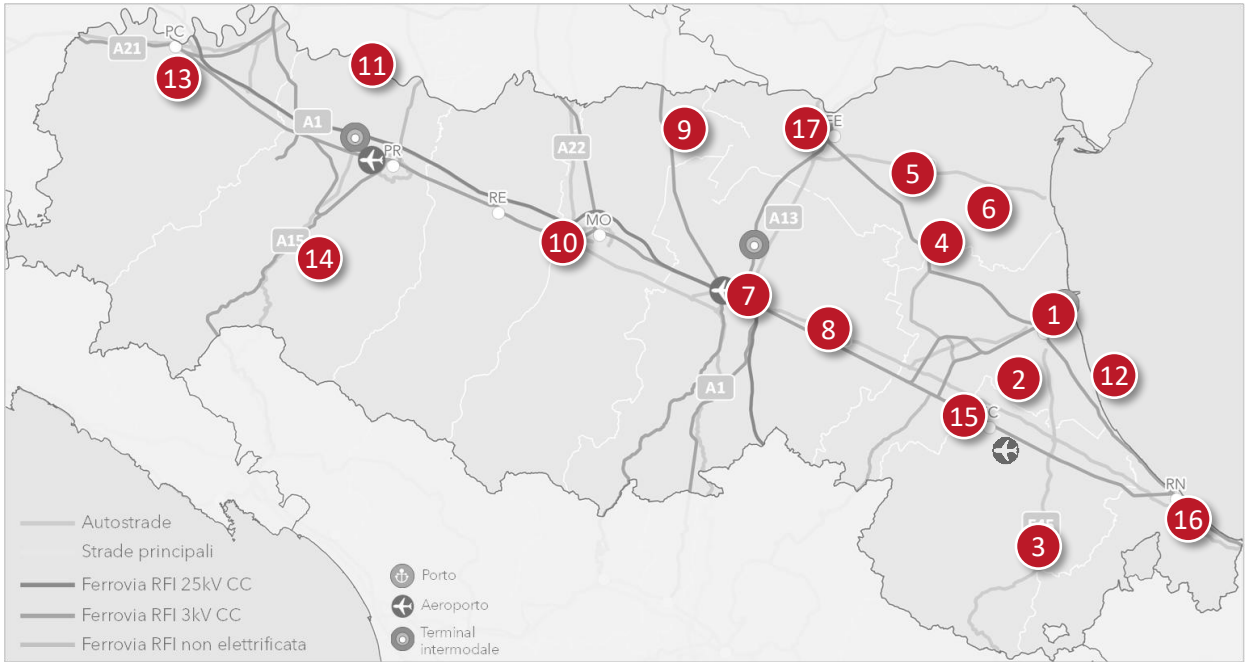 PC
A21
13
11
A1
PR
A22
9
17
FE
5
6
RE
MO
10
A13
4
A15
14
7
8
1
2
12
A1
15
C
RN
16
E45
3
Autostrade
Strade principali
Ferrovia RFI 25kV CC
Ferrovia RFI 3kV CC
Ferrovia RFI non elettrificata
Porto
Aeroporto
Terminal
intermodale